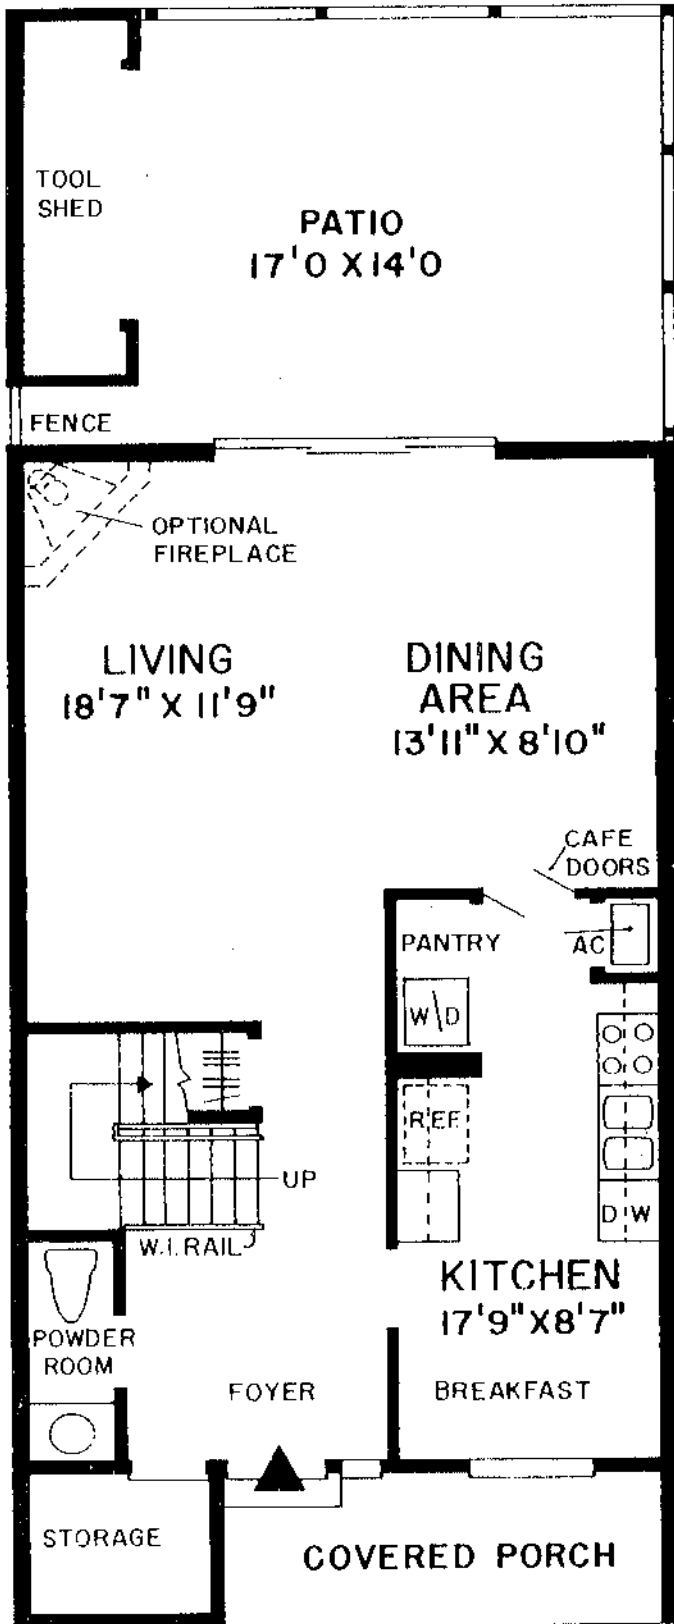 TOOL
SHED
PATIO
17'0 X 14'0
FENCE
OPTIONAL
FIREPLACE
LIVING
18'7" X 11'9"
DINING
AREA
13'11" X 8'10"
CAFE
DOORS
PANTRY
AC
W\D
REF.
UP
D W
W.I. RAIL
KITCHEN
17'9" X 8'7"
POWDER
ROOM
FOYER
BREAKFAST
STORAGE
COVERED PORCH